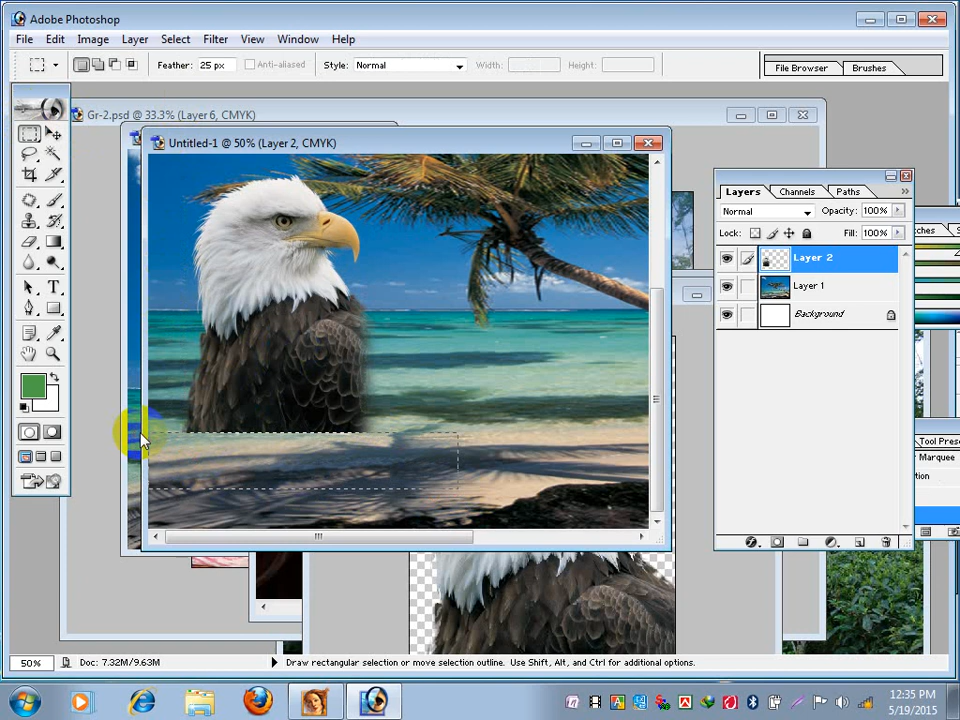 Adobe Photoshop
File Edit Image Layer Select Filter View Window Help
Feather: 25 px Anti-aliased Style: Normal Width: Height: File Browser Brushes
Gr-2.psd @ 33.3% (Layer 6, CMYK)
Untitled-1 @ 50% (Layer 2, CMYK)
Layers Channels Paths
Normal Opacity: 100%
Lock: Fill: 100%
Layer 2
Layer 1
Background
Tool Preset
Marquee
50% Doc: 7.32M/9.63M Draw rectangular selection or move selection outline. Use Shift, Alt, and Ctrl for additional options.
12:35 PM
5/19/2015